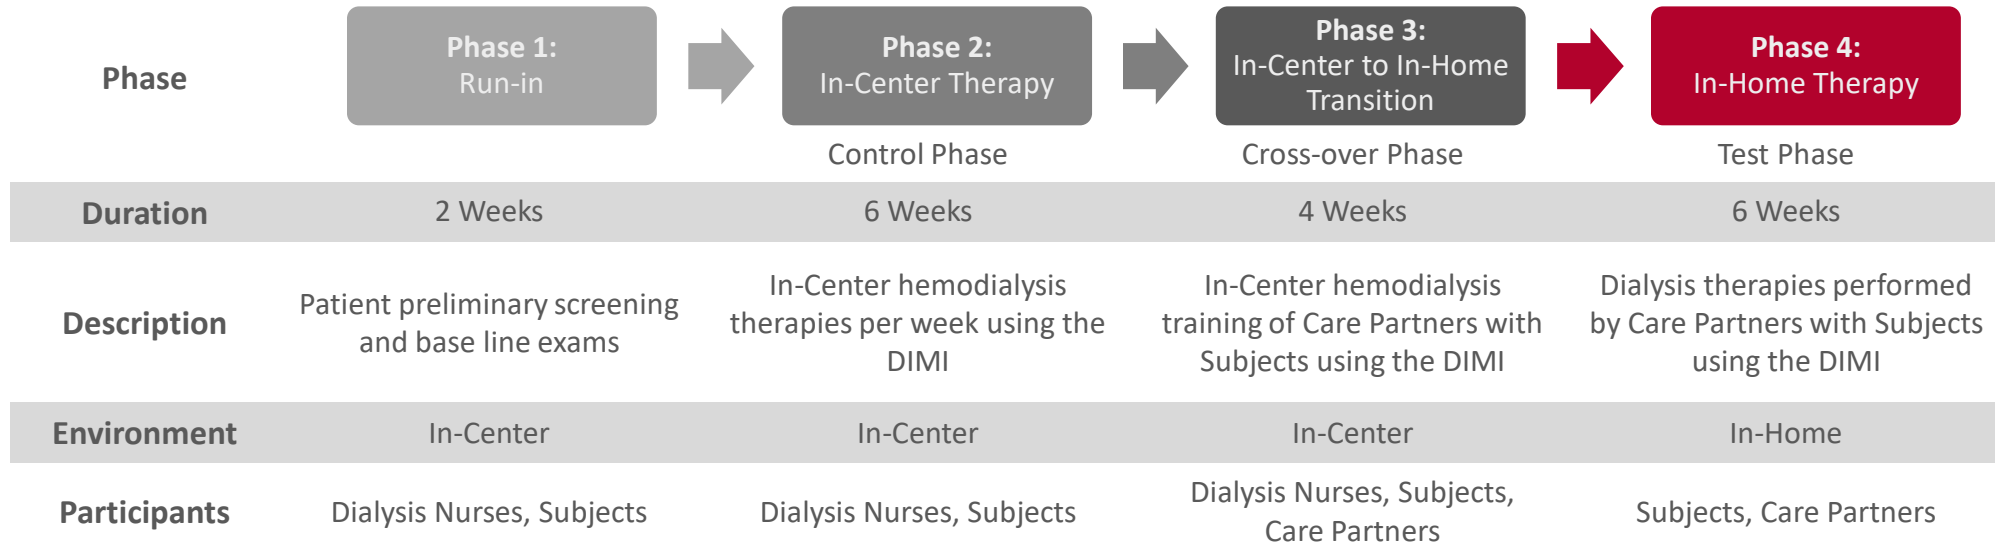 Phase
Phase 1:
Run-in
Phase 2:
In-Center Therapy
Phase 3:
In-Center to In-Home
Transition
Phase 4:
In-Home Therapy
Control Phase
Cross-over Phase
Test Phase
Duration
2 Weeks
6 Weeks
4 Weeks
6 Weeks
Description
Patient preliminary screening
and base line exams
In-Center hemodialysis
therapies per week using the
DIMI
In-Center hemodialysis
training of Care Partners with
Subjects using the DIMI
Dialysis therapies performed
by Care Partners with Subjects
using the DIMI
Environment
In-Center
In-Center
In-Center
In-Home
Participants
Dialysis Nurses, Subjects
Dialysis Nurses, Subjects
Dialysis Nurses, Subjects,
Care Partners
Subjects, Care Partners